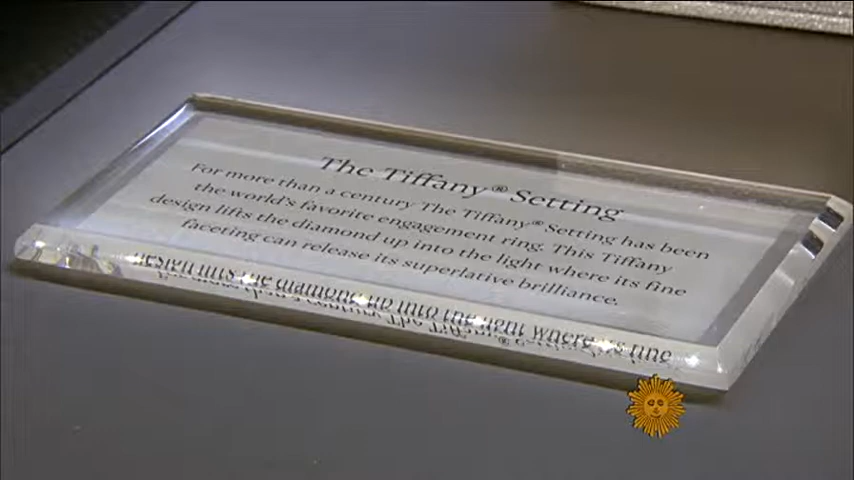 The Tiffany® Setting
For more than a century The Tiffany® Setting has been
the world's favorite engagement ring. This Tiffany
design lifts the diamond up into the light where its fine
faceting can release its superlative brilliance.